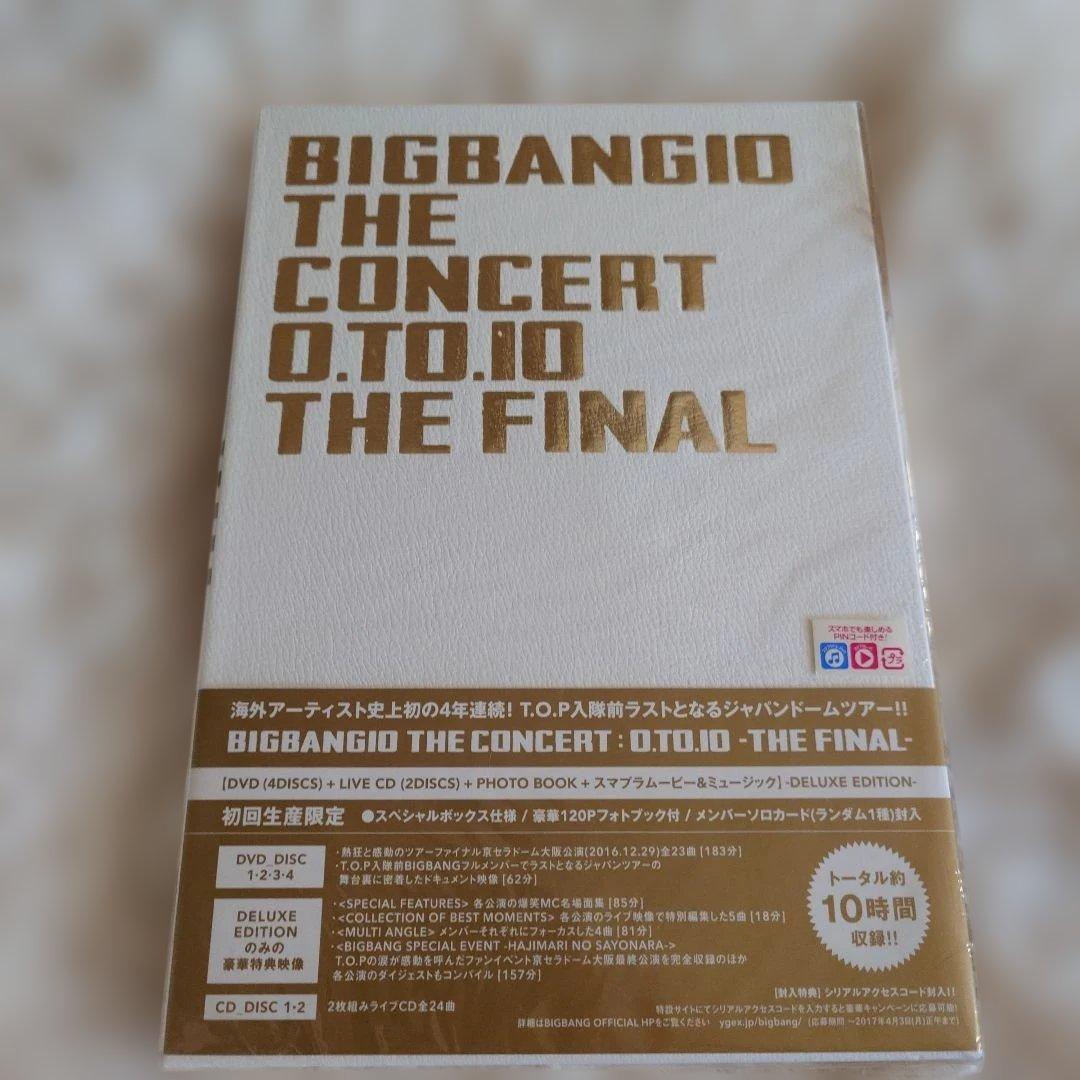 BIGBANG10
THE
CONCERT
0.TO.10
THE FINAL
スマホでも楽しめる
PINコード付き!
プラ
海外アーティスト史上初の4年連続! T.O.P入隊前ラストとなるジャパンドームツアー!!
BIGBANG10 THE CONCERT : 0.TO.10 -THE FINAL-
[DVD (4DISCS) + LIVE CD (2DISCS) + PHOTO BOOK + スマプラムービー&ミュージック] -DELUXE EDITION-
初回生産限定 ●スペシャルボックス仕様 / 豪華120Pフォトブック付 / メンバーソロカード(ランダム1種)封入
DVD_DISC
1・2・3・4
・熱狂と感動のツアーファイナル京セラドーム大阪公演(2016.12.29)全23曲 [183分]
・T.O.P入隊前BIGBANGフルメンバーでラストとなるジャパンツアーの
舞台裏に密着したドキュメント映像 [62分]
DELUXE
EDITION
のみの
豪華特典映像
・<SPECIAL FEATURES> 各公演の爆笑MC名場面集 [85分]
・<COLLECTION OF BEST MOMENTS> 各公演のライブ映像で特別編集した5曲 [18分]
・<MULTI ANGLE> メンバーそれぞれにフォーカスした4曲 [81分]
・<BIGBANG SPECIAL EVENT -HAJIMARI NO SAYONARA->
T.O.Pの涙が感動を呼んだファンイベント京セラドーム大阪最終公演を完全収録のほか
各公演のダイジェストもコンパイル [157分]
トータル約
10時間
収録!!
CD_DISC 1・2
2枚組みライブCD全24曲
[封入特典] シリアルアクセスコード封入!!
特設サイトにてシリアルアクセスコードを入力すると豪華キャンペーンに応募可能!
詳細はBIGBANG OFFICIAL HPをご覧ください ygex.jp/bigbang/ (応募期間 〜2017年4月3日(月)正午まで)